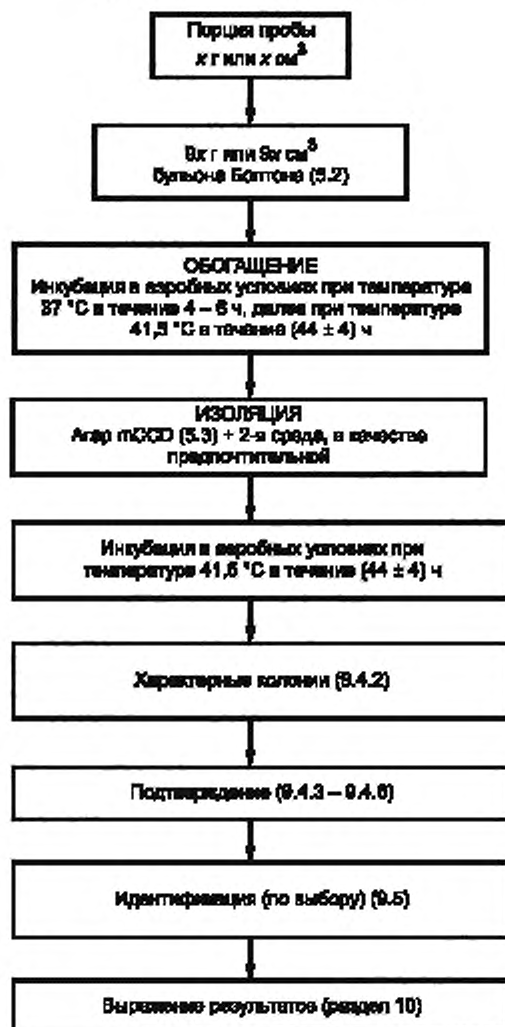 Порция пробы
x г или x см³
9x г или 9x см³
бульона Болтона (5.2)
ОБОГАЩЕНИЕ
Инкубация в аэробных условиях при температуре
37 °C в течение 4 – 6 ч, далее при температуре
41,5 °C в течение (44 ± 4) ч
ИЗОЛЯЦИЯ
Агар mCCD (5.3) + 2-я среда, в качестве
предпочтительной
Инкубация в аэробных условиях при
температуре 41,5 °C в течение (44 ± 4) ч
Характерные колонии (9.4.2)
Подтверждение (9.4.3 – 9.4.6)
Идентификация (по выбору) (9.5)
Выражение результатов (раздел 10)